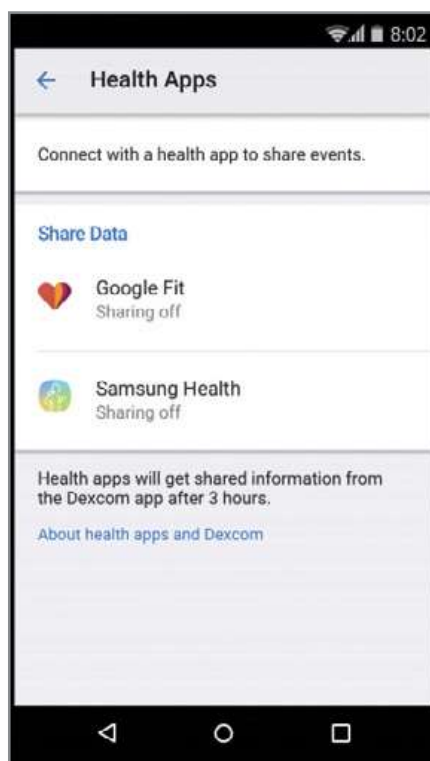 8:02
Health Apps
Connect with a health app to share events.
Share Data
Google Fit
Sharing off
Samsung Health
Sharing off
Health apps will get shared information from
the Dexcom app after 3 hours.
About health apps and Dexcom